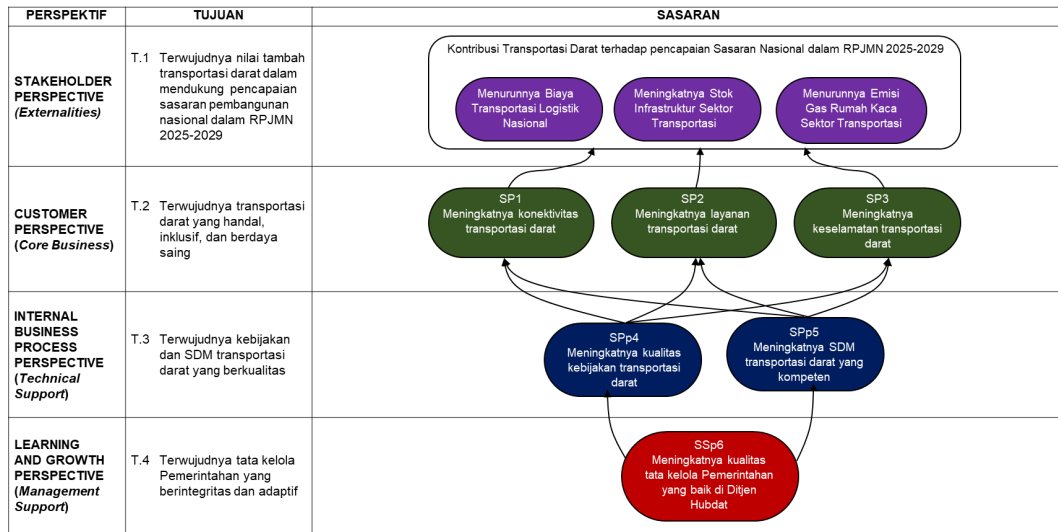 PERSPEKTIF
TUJUAN
SASARAN
STAKEHOLDER
PERSPECTIVE
(Externalities)
T.1 Terwujudnya nilai tambah
transportasi darat dalam
mendukung pencapaian
sasaran pembangunan
nasional dalam RPJMN
2025-2029
Kontribusi Transportasi Darat terhadap pencapaian Sasaran Nasional dalam RPJMN 2025-2029
Menurunnya Biaya
Transportasi Logistik
Nasional
Meningkatnya Stok
Infrastruktur Sektor
Transportasi
Menurunnya Emisi
Gas Rumah Kaca
Sektor Transportasi
CUSTOMER
PERSPECTIVE
(Core Business)
T.2 Terwujudnya transportasi
darat yang handal,
inklusif, dan berdaya
saing
SP1
Meningkatnya konektivitas
transportasi darat
SP2
Meningkatnya layanan
transportasi darat
SP3
Meningkatnya
keselamatan transportasi
darat
INTERNAL
BUSINESS
PROCESS
PERSPECTIVE
(Technical
Support)
T.3 Terwujudnya kebijakan
dan SDM transportasi
darat yang berkualitas
SPp4
Meningkatnya kualitas
kebijakan transportasi
darat
SPp5
Meningkatnya SDM
transportasi darat yang
kompeten
LEARNING
AND GROWTH
PERSPECTIVE
(Management
Support)
T.4 Terwujudnya tata kelola
Pemerintahan yang
berintegritas dan adaptif
SSp6
Meningkatnya kualitas
tata kelola Pemerintahan
yang baik di Ditjen
Hubdat